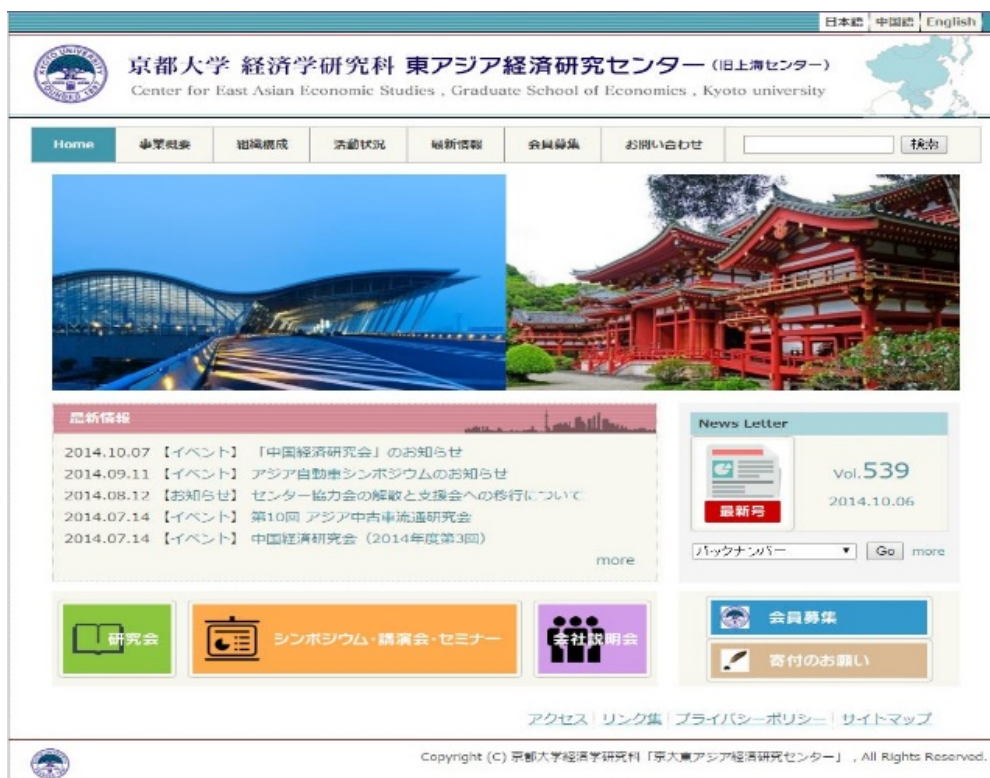 日本語 中国語 English
京都大学 経済学研究科 東アジア経済研究センター (旧上海センター)
Center for East Asian Economic Studies , Graduate School of Economics , Kyoto university
Home 事業概要 組織構成 活動状況 最新情報 会員募集 お問い合わせ 検索
最新情報
2014.10.07 【イベント】 「中国経済研究会」のお知らせ
2014.09.11 【イベント】 アジア自動車シンポジウムのお知らせ
2014.08.12 【お知らせ】 センター協力会の解散と支援会への移行について
2014.07.14 【イベント】 第10回 アジア中古車流通研究会
2014.07.14 【イベント】 中国経済研究会（2014年度第3回）
more
News Letter
Vol.539
2014.10.06
最新号
バックナンバー Go more
研究会
シンポジウム・講演会・セミナー
会社説明会
会員募集
寄付のお願い
アクセス リンク集 プライバシーポリシー サイトマップ
Copyright (C) 京都大学経済学研究科「京大東アジア経済研究センター」 , All Rights Reserved.